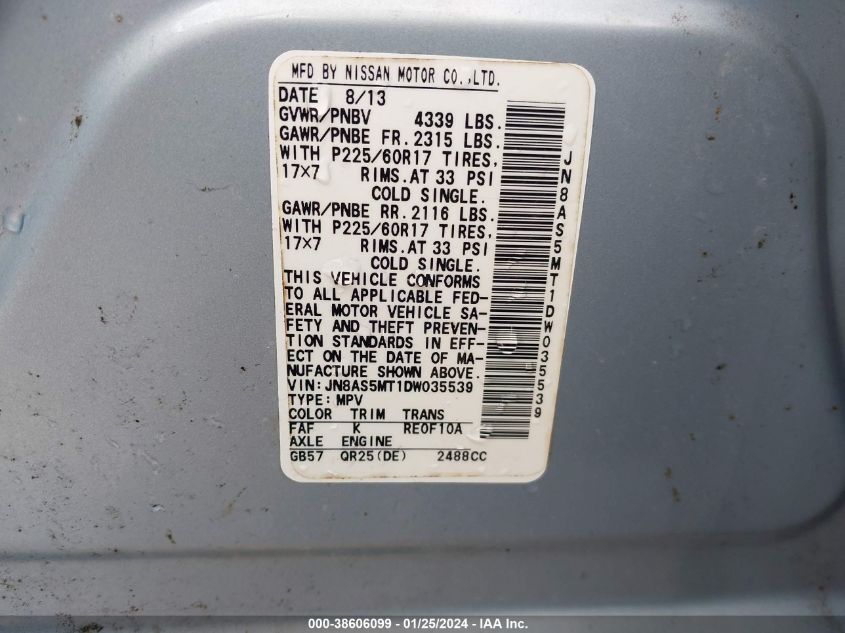 MFD BY NISSAN MOTOR CO.,LTD.
DATE 8/13
GVWR/PNBV 4339 LBS.
GAWR/PNBE FR. 2315 LBS.
WITH P225/60R17 TIRES,
17×7 RIMS. AT 33 PSI
COLD SINGLE.
GAWR/PNBE RR. 2116 LBS.
WITH P225/60R17 TIRES,
17×7 RIMS. AT 33 PSI
COLD SINGLE.
THIS VEHICLE CONFORMS
TO ALL APPLICABLE FED-
ERAL MOTOR VEHICLE SA-
FETY AND THEFT PREVEN-
TION STANDARDS IN EFF-
ECT ON THE DATE OF MA-
NUFACTURE SHOWN ABOVE.
VIN: JN8AS5MT1DW035539
TYPE: MPV
COLOR TRIM TRANS
FAF K RE0F10A
AXLE ENGINE
GB57 QR25(DE) 2488CC
JN8AS5MT1DW035539
000-38606099 - 01/25/2024 - IAA Inc.